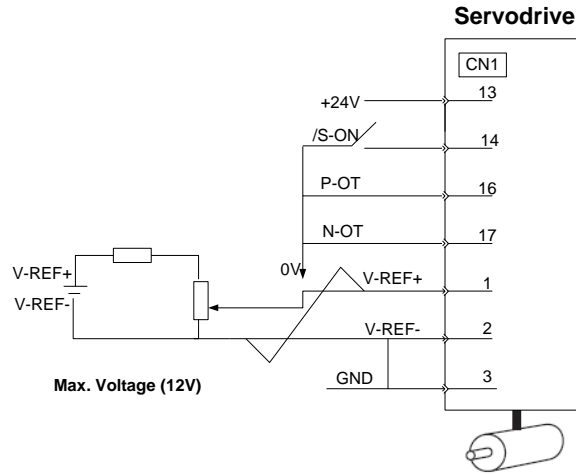 Servodrive
CN1
+24V
13
/S-ON
14
P-OT
16
N-OT
17
0V
V-REF+
V-REF+
1
V-REF-
V-REF-
2
Max. Voltage (12V)
GND
3